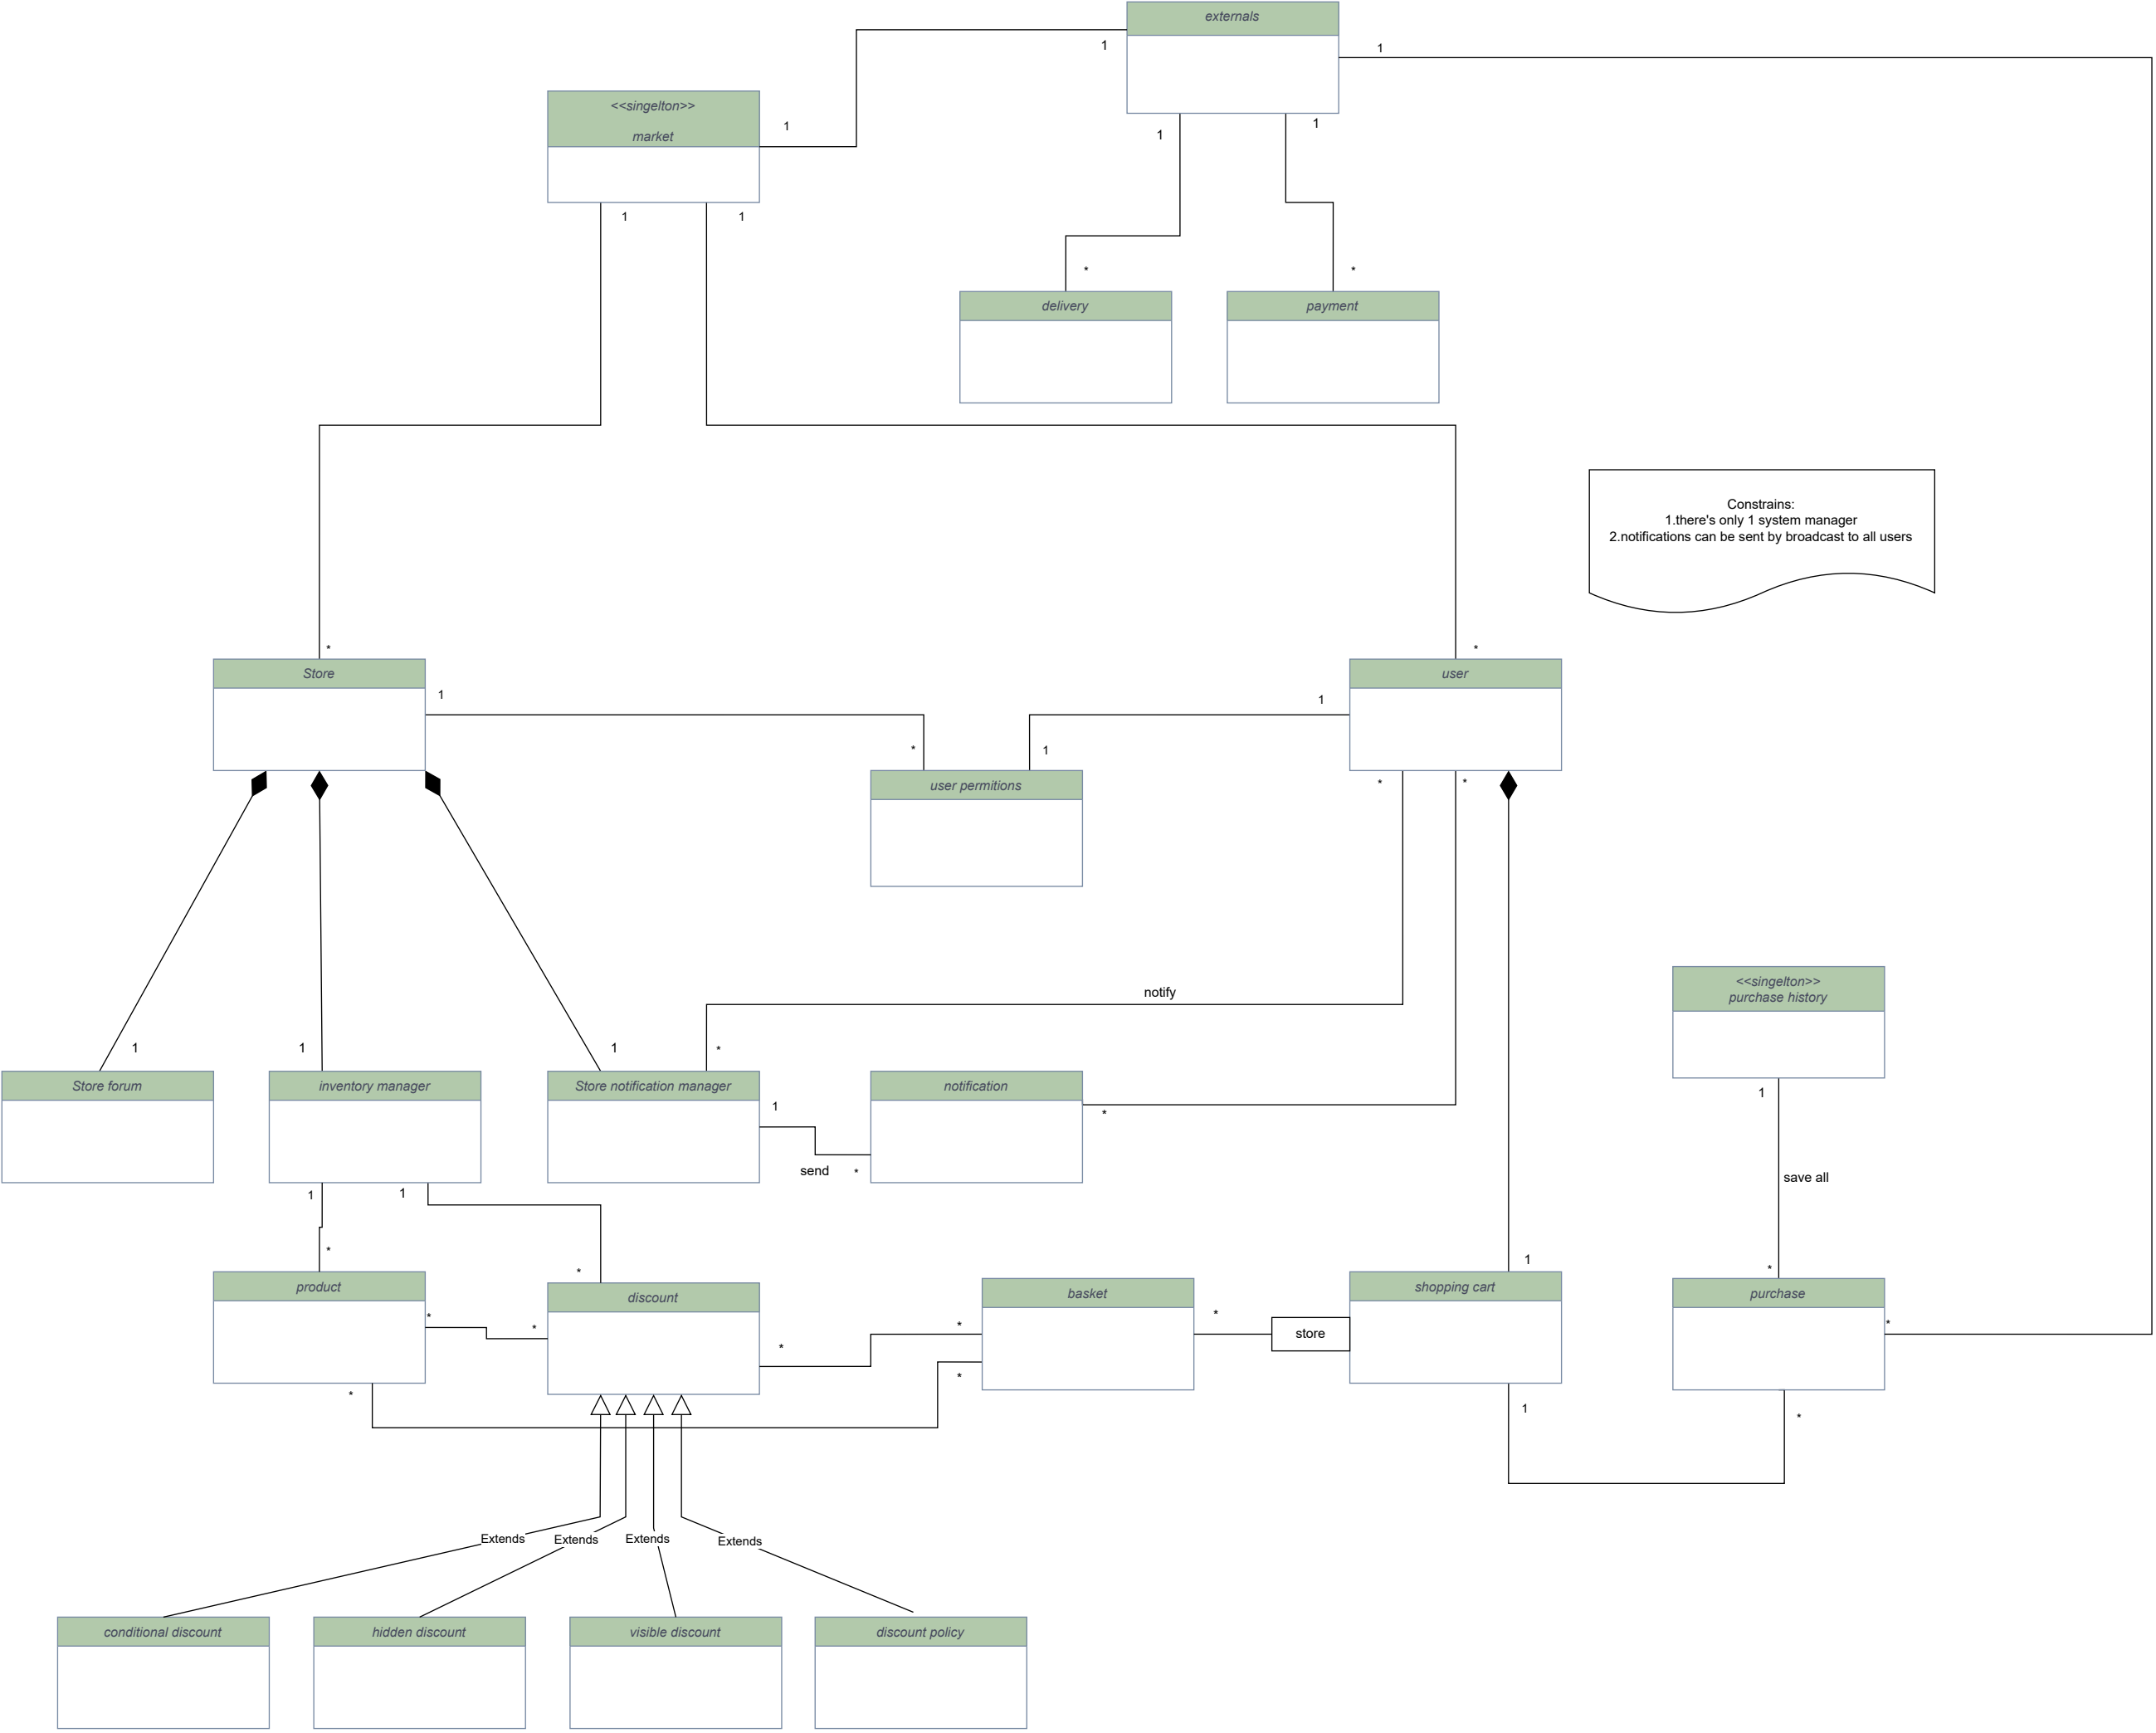 externals
1
1
1
1
1
<<singelton>>
market
1
1
*
*
delivery
payment
Constrains:
1.there's only 1 system manager
2.notifications can be sent by broadcast to all users
*
*
Store
user
1
1
*
1
user permitions
*
*
<<singelton>>
purchase history
notify
1
1
1
*
Store forum
inventory manager
Store notification manager
notification
1
*
1
send
*
save all
1
1
*
*
1
*
product
discount
basket
shopping cart
purchase
*
*
*
*
store
*
*
*
*
1
*
Extends
Extends
Extends
Extends
conditional discount
hidden discount
visible discount
discount policy